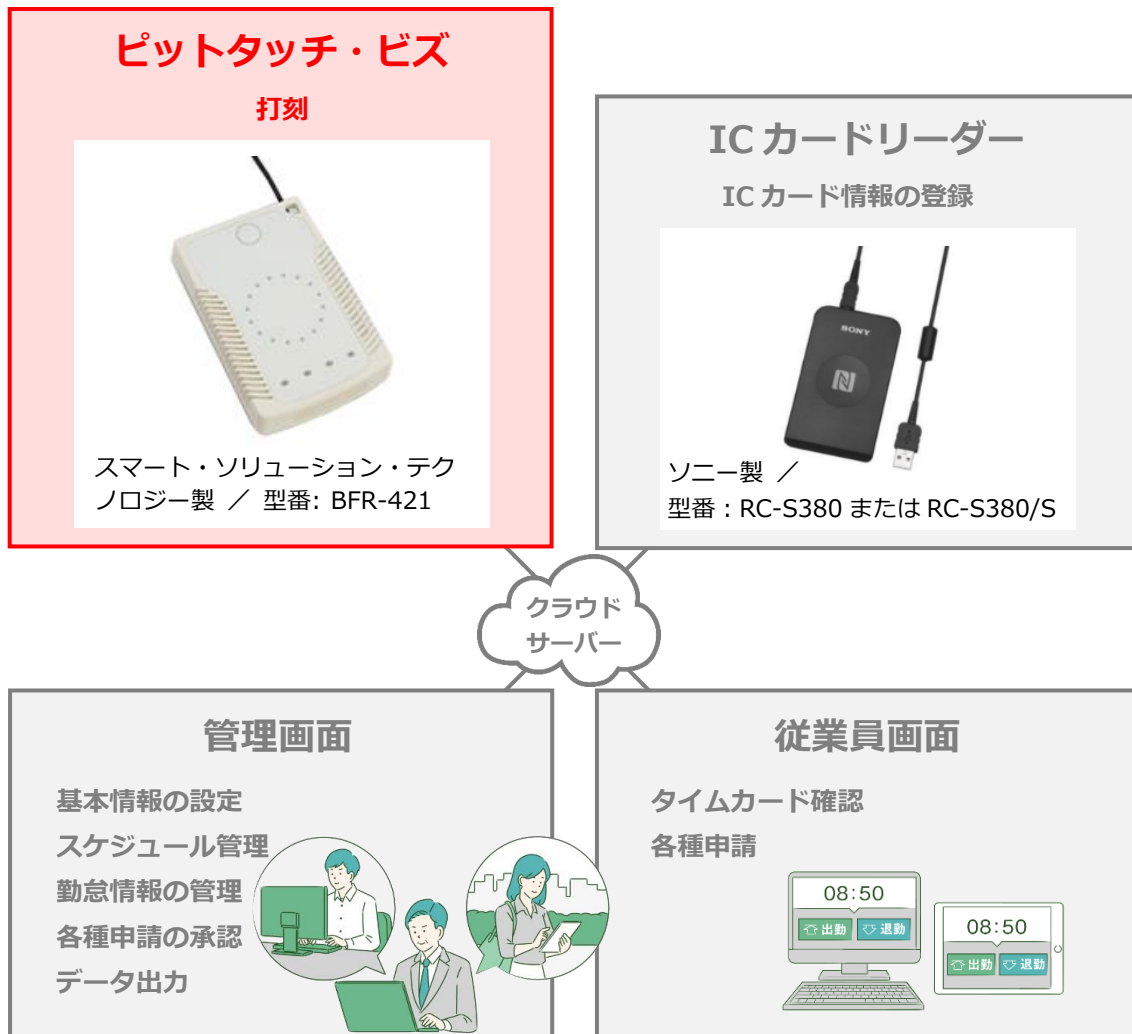 ピットタッチ・ビズ
打刻
スマート・ソリューション・テク
ノロジー製 ／ 型番: BFR-421
IC カードリーダー
IC カード情報の登録
SONY
ソニー製 ／
型番：RC-S380 または RC-S380/S
クラウド
サーバー
管理画面
基本情報の設定
スケジュール管理
勤怠情報の管理
各種申請の承認
データ出力
従業員画面
タイムカード確認
各種申請
08:50
出勤 退勤
08:50
出勤 退勤